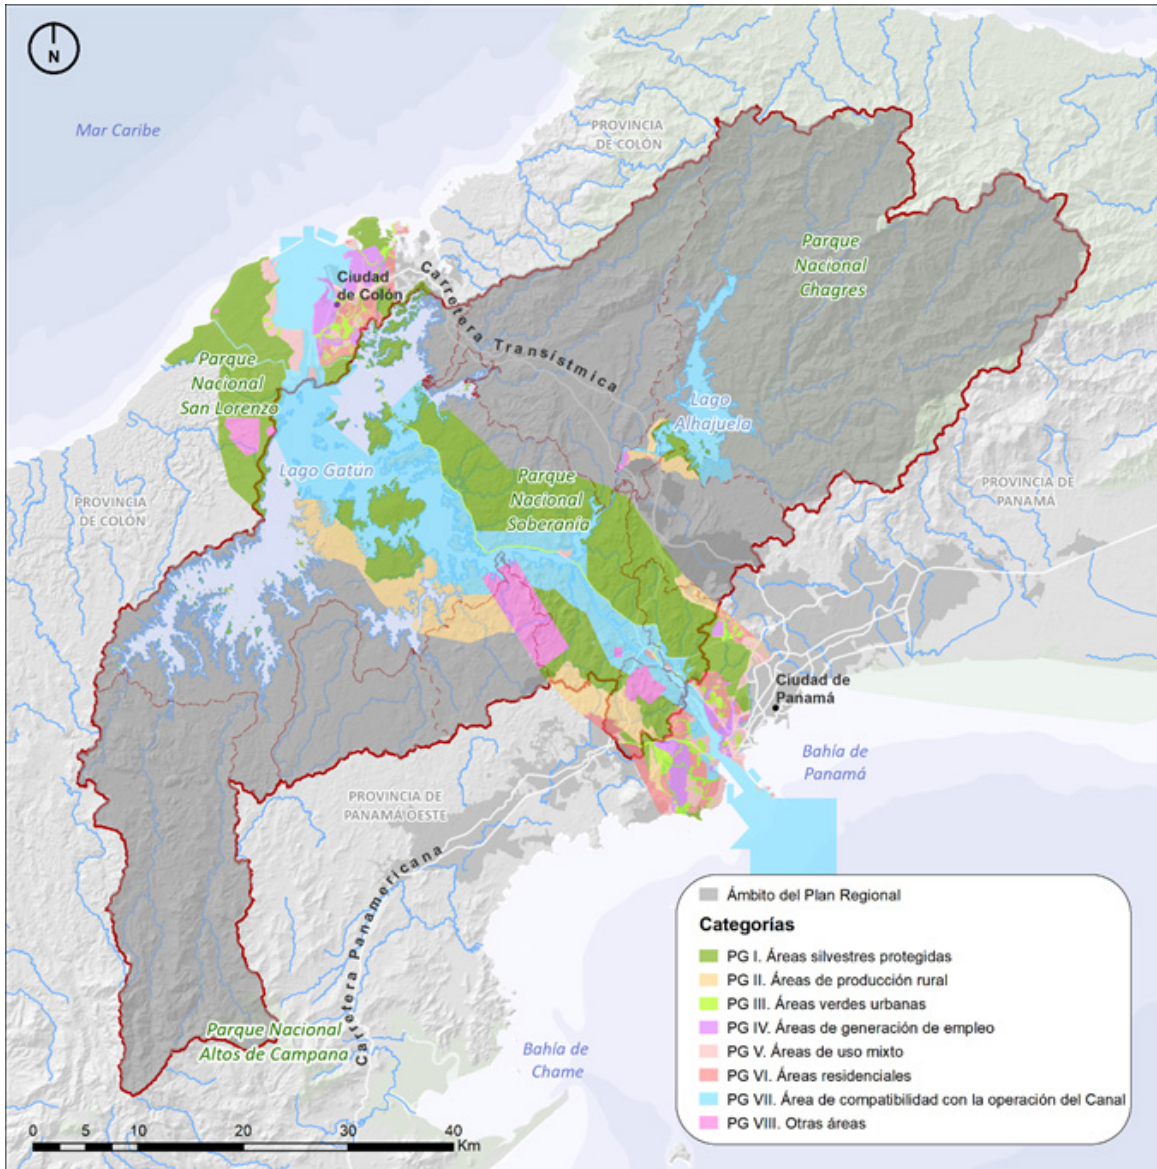 N
Mar Caribe
PROVINCIA
DE COLÓN
Parque
Nacional
Chagres
Ciudad
de Colón
Carretera Transístmica
Parque
Nacional
San Lorenzo
Lago
Alhajuela
Lago Gatún
Parque
Nacional
Soberanía
PROVINCIA
DE COLÓN
PROVINCIA DE
PANAMÁ
Ciudad de
Panamá
Bahía de
Panamá
PROVINCIA DE
PANAMÁ OESTE
Carretera Panamericana
Parque Nacional
Altos de Campana
Bahía de
Chame
Ámbito del Plan Regional
Categorías
PG I. Áreas silvestres protegidas
PG II. Áreas de producción rural
PG III. Áreas verdes urbanas
PG IV. Áreas de generación de empleo
PG V. Áreas de uso mixto
PG VI. Áreas residenciales
PG VII. Área de compatibilidad con la operación del Canal
PG VIII. Otras áreas
0 5 10 20 30 40
Km